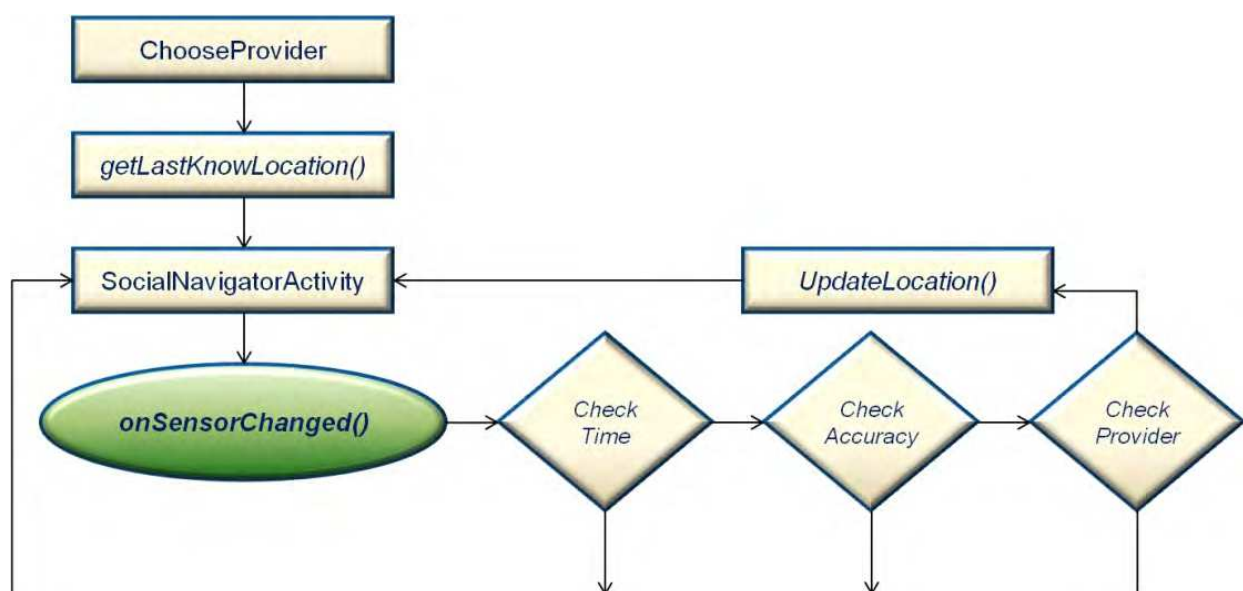 ChooseProvider
getLastKnowLocation()
SocialNavigatorActivity
UpdateLocation()
onSensorChanged()
Check
Time
Check
Accuracy
Check
Provider